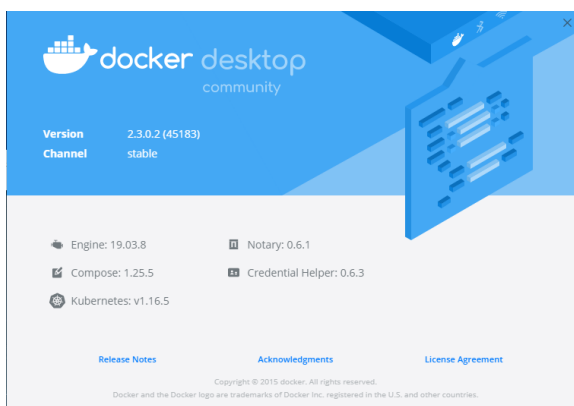 docker desktop
community
Version 2.3.0.2 (45183)
Channel stable
Engine: 19.03.8
Notary: 0.6.1
Compose: 1.25.5
Credential Helper: 0.6.3
Kubernetes: v1.16.5
Release Notes Acknowledgments License Agreement
Copyright © 2015 docker. All rights reserved.
Docker and the Docker logo are trademarks of Docker Inc. registered in the U.S. and other countries.